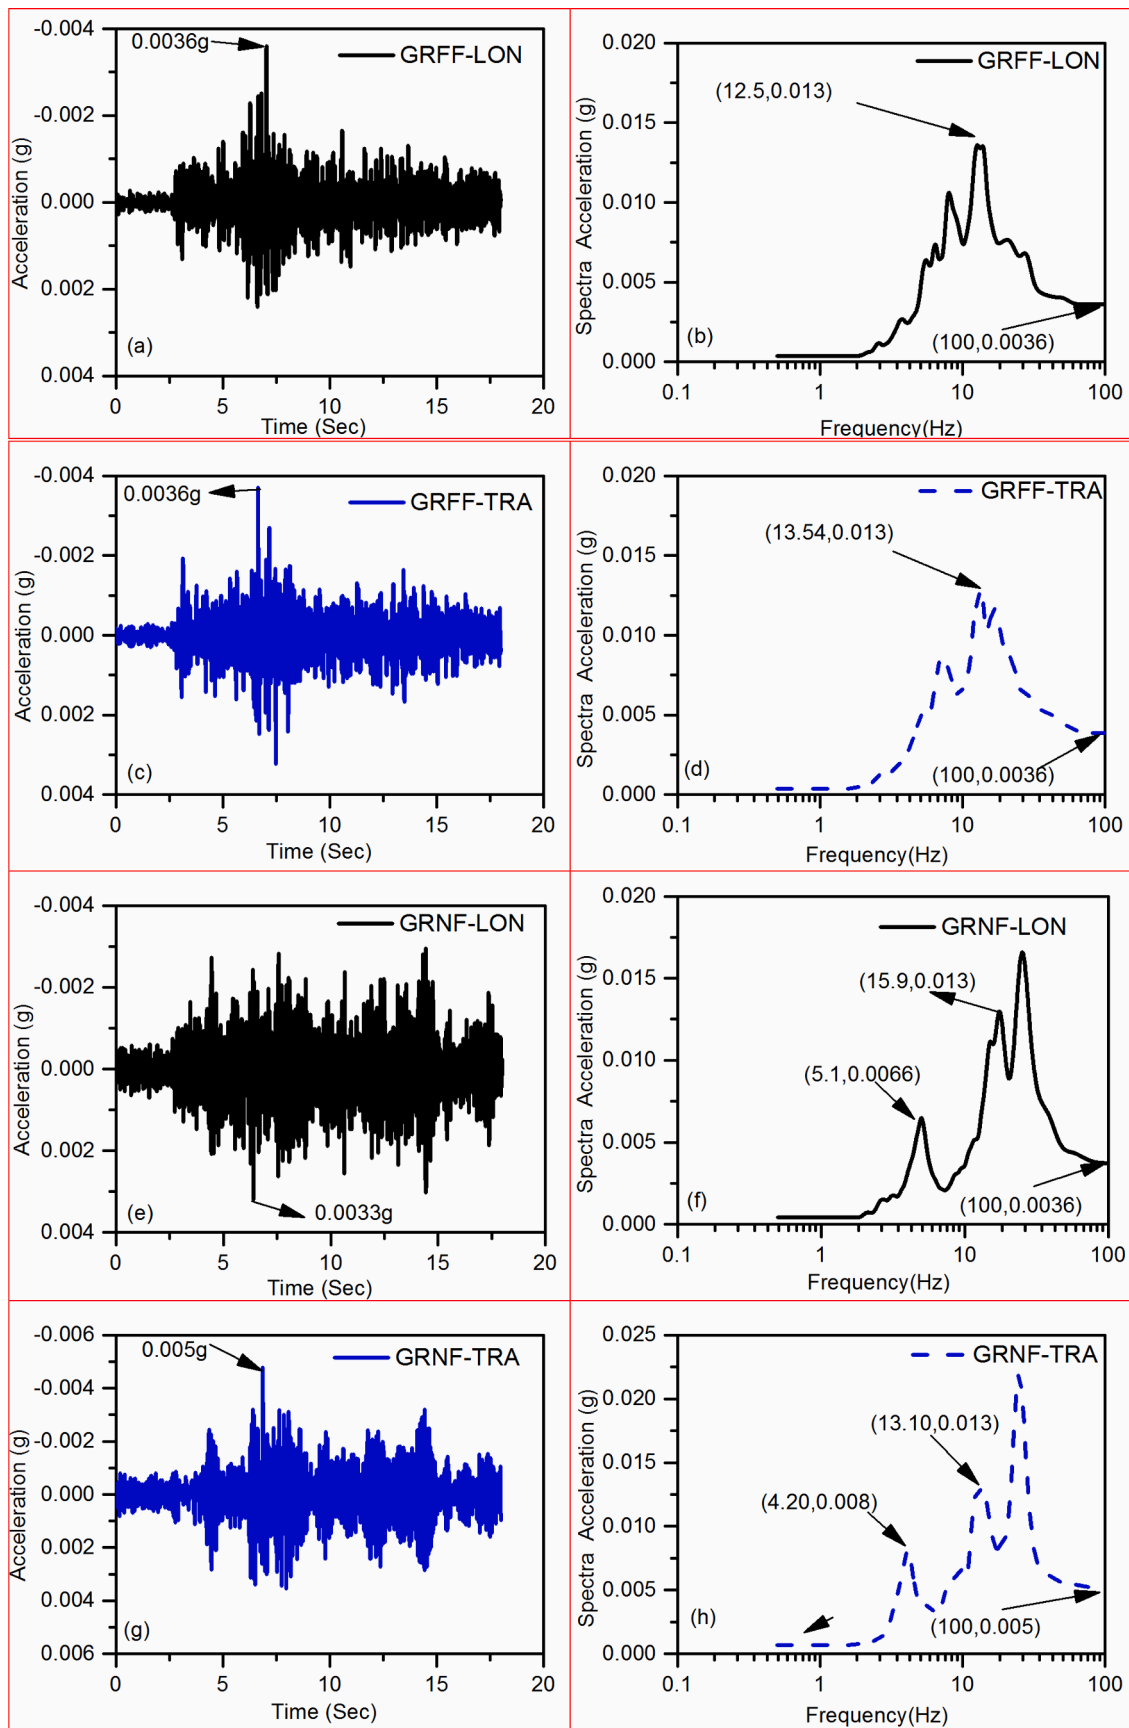 -0.004
-0.002
0.000
0.002
0.004
Acceleration (g)
0.0036g
GRFF-LON
(a)
0 5 10 15 20
Time (Sec)
0.020
0.015
0.010
0.005
0.000
Spectra Acceleration (g)
GRFF-LON
(12.5,0.013)
(b)
(100,0.0036)
0.1 1 10 100
Frequency(Hz)
-0.004
-0.002
0.000
0.002
0.004
Acceleration (g)
0.0036g
GRFF-TRA
(c)
0 5 10 15 20
Time (Sec)
0.020
0.015
0.010
0.005
0.000
Spectra Acceleration (g)
GRFF-TRA
(13.54,0.013)
(d)
(100,0.0036)
0.1 1 10 100
Frequency(Hz)
-0.004
-0.002
0.000
0.002
0.004
Acceleration (g)
GRNF-LON
(e)
0.0033g
0 5 10 15 20
Time (Sec)
0.020
0.015
0.010
0.005
0.000
Spectra Acceleration (g)
GRNF-LON
(15.9,0.013)
(5.1,0.0066)
(f)
(100,0.0036)
0.1 1 10 100
Frequency(Hz)
-0.006
-0.004
-0.002
0.000
0.002
0.004
0.006
Acceleration (g)
0.005g
GRNF-TRA
(g)
0 5 10 15 20
Time (Sec)
0.025
0.020
0.015
0.010
0.005
0.000
Spectra Acceleration (g)
GRNF-TRA
(13.10,0.013)
(4.20,0.008)
(h)
(100,0.005)
0.1 1 10 100
Frequency(Hz)